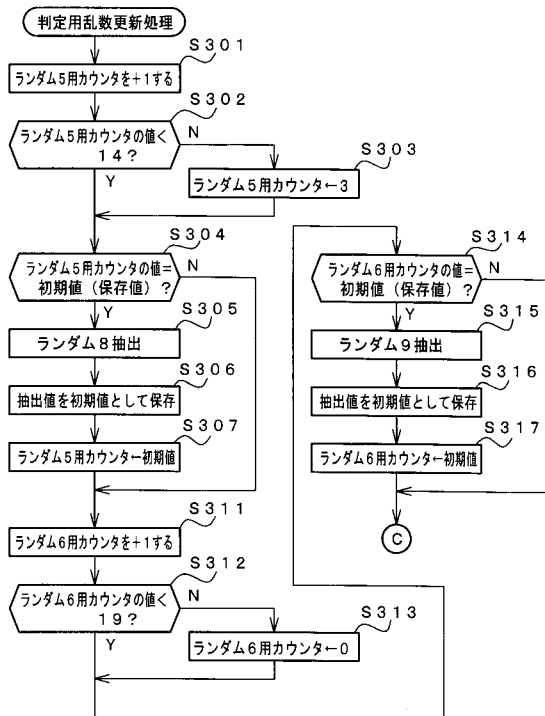 判定用乱数更新処理
S301
ランダム5用カウンタを+1する
S302
ランダム5用カウンタの値<
14?
N
Y
S303
ランダム5用カウンタ←3
S304
ランダム5用カウンタの値=
初期値(保存値)?
N
Y
S305
ランダム8抽出
S306
抽出値を初期値として保存
S307
ランダム5用カウンタ←初期値
S311
ランダム6用カウンタを+1する
S312
ランダム6用カウンタの値<
19?
N
Y
S313
ランダム6用カウンタ←0
S314
ランダム6用カウンタの値=
初期値(保存値)?
N
Y
S315
ランダム9抽出
S316
抽出値を初期値として保存
S317
ランダム6用カウンタ←初期値
C